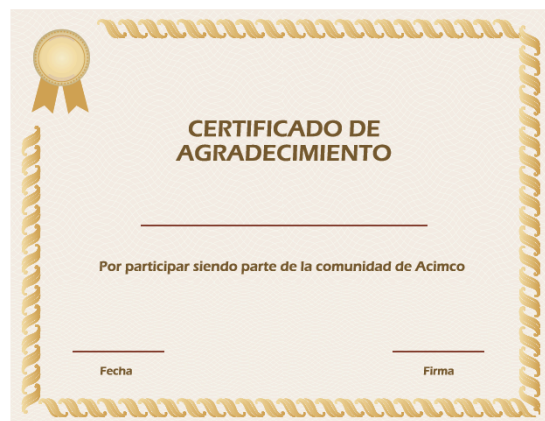 CERTIFICADO DE
AGRADECIMIENTO
Por participar siendo parte de la comunidad de Acimco
Fecha
Firma